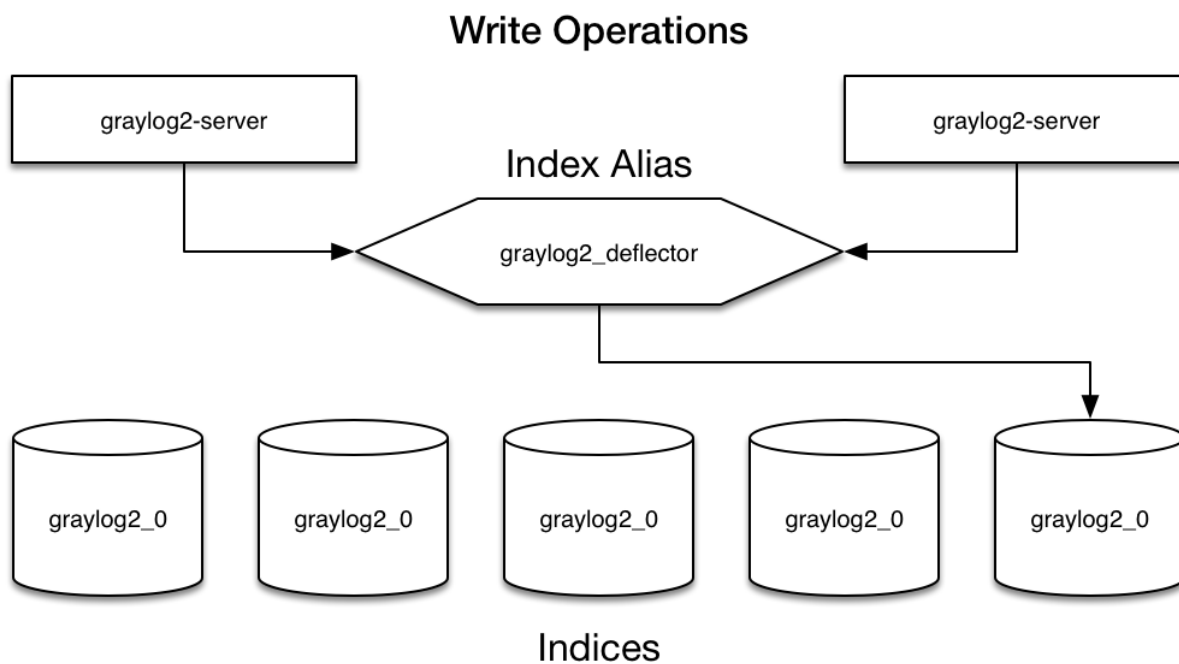 Write Operations
graylog2-server
graylog2-server
Index Alias
graylog2_deflector
graylog2_0
graylog2_0
graylog2_0
graylog2_0
graylog2_0
Indices